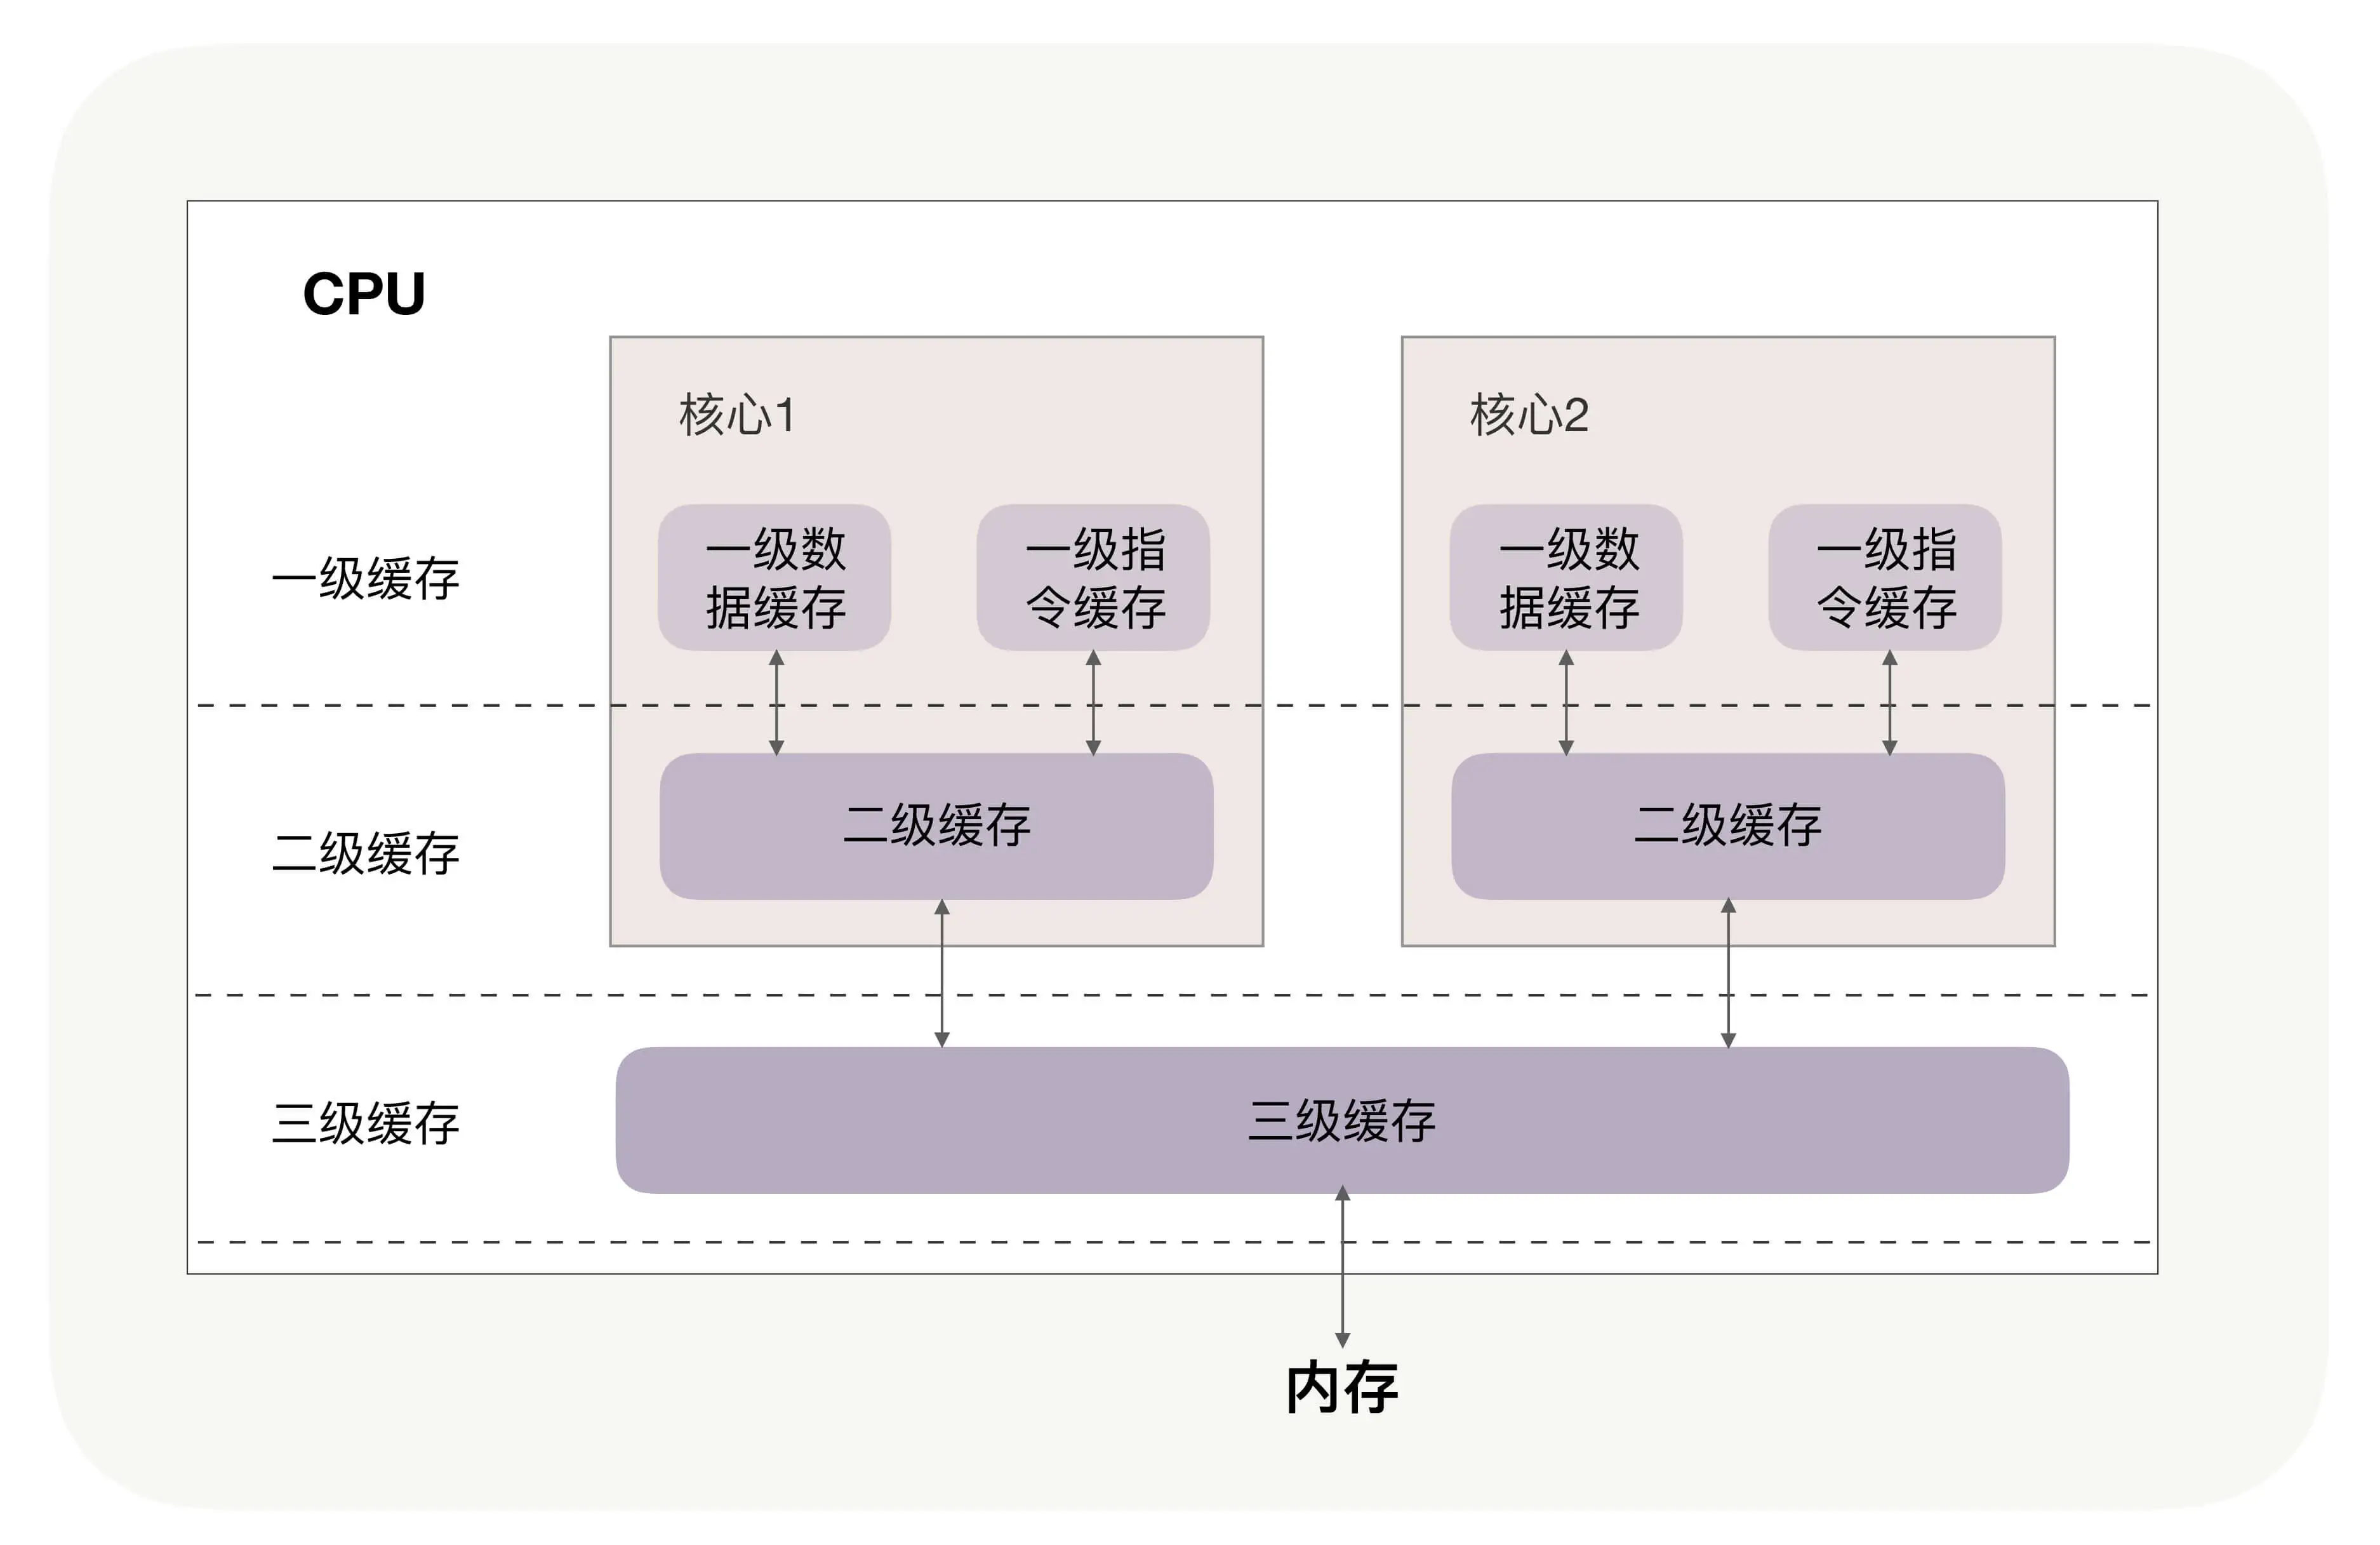 CPU
核心1
核心2
一级缓存
一级数
据缓存
一级指
令缓存
一级数
据缓存
一级指
令缓存
二级缓存
二级缓存
二级缓存
三级缓存
三级缓存
内存